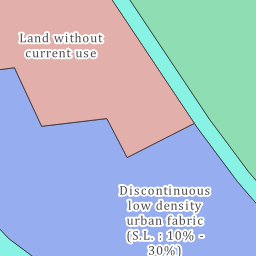 Land without
current use
Discontinuous
low density
urban fabric
(S.L. : 10% -
30%)